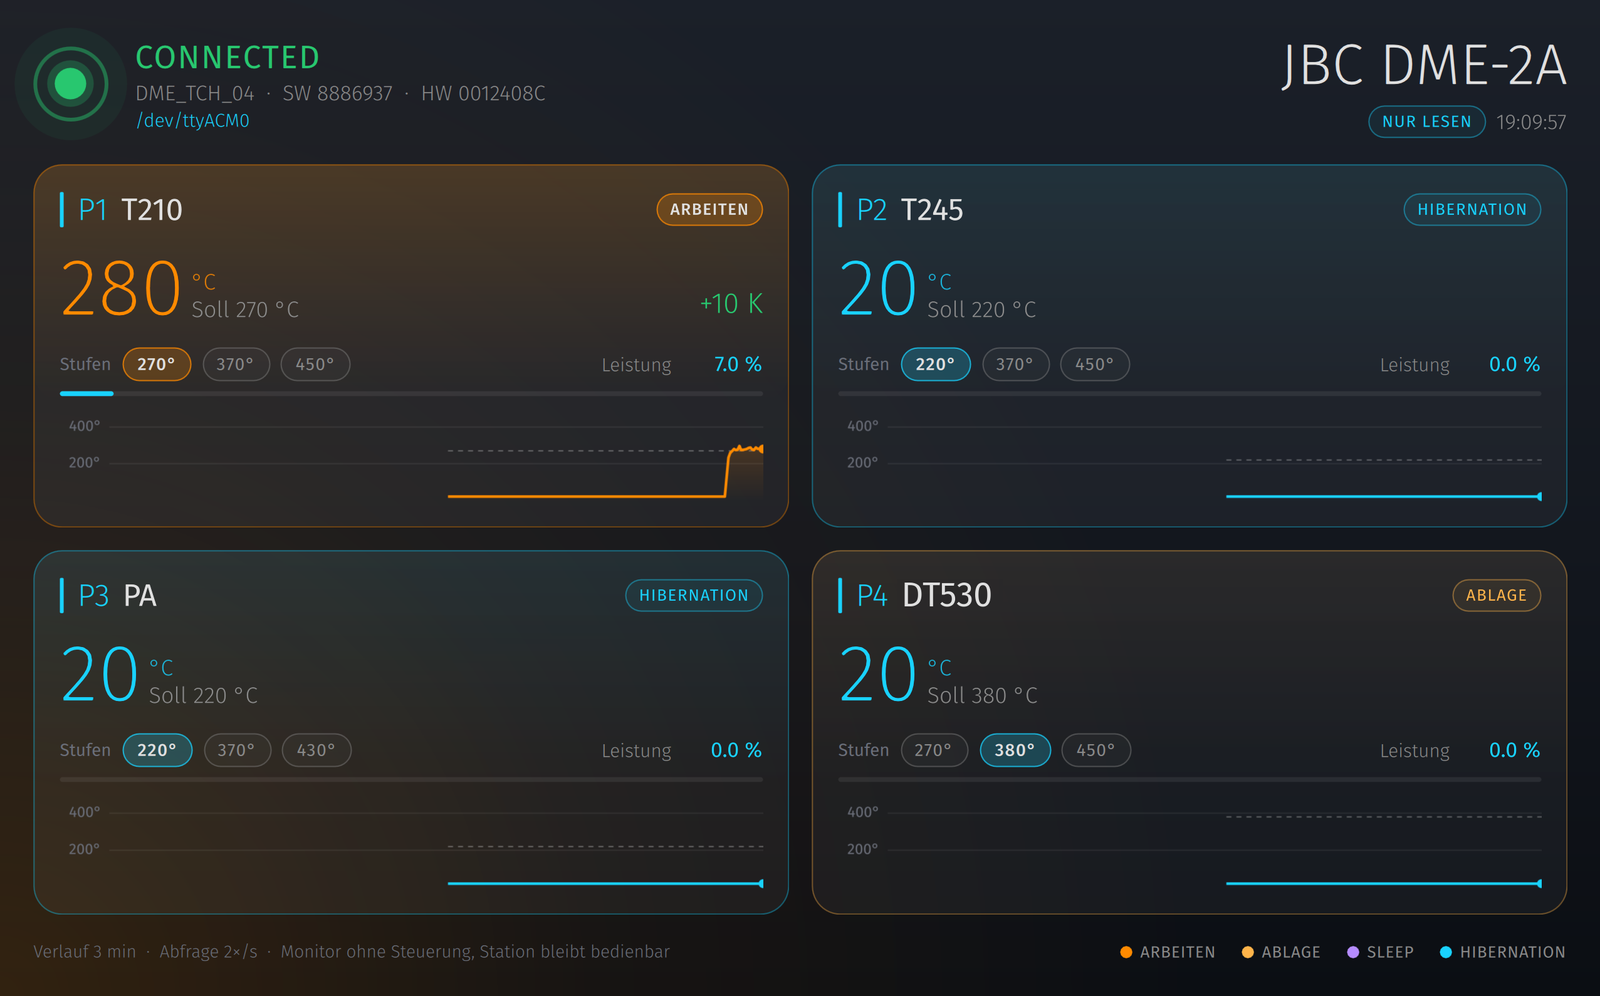 CONNECTED
DME_TCH_04 · SW 8886937 · HW 0012408C
/dev/ttyACM0
JBC DME-2A
NUR LESEN 19:09:57
P1 T210 ARBEITEN
280 °C
Soll 270 °C
+10 K
Stufen 270° 370° 450° Leistung 7.0 %
400°
200°
P2 T245 HIBERNATION
20 °C
Soll 220 °C
Stufen 220° 370° 450° Leistung 0.0 %
400°
200°
P3 PA HIBERNATION
20 °C
Soll 220 °C
Stufen 220° 370° 430° Leistung 0.0 %
400°
200°
P4 DT530 ABLAGE
20 °C
Soll 380 °C
Stufen 270° 380° 450° Leistung 0.0 %
400°
200°
Verlauf 3 min · Abfrage 2×/s · Monitor ohne Steuerung, Station bleibt bedienbar
ARBEITEN ABLAGE SLEEP HIBERNATION